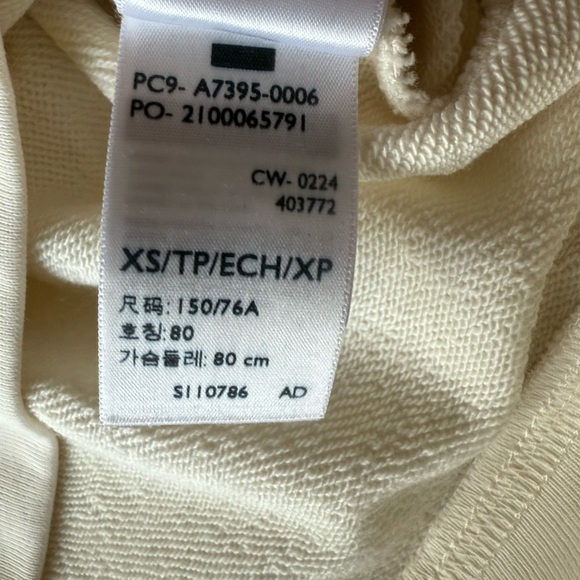 PC9- A7395-0006
PO- 2100065791
CW- 0224
403772
XS/TP/ECH/XP
尺码: 150/76A
호칭: 80
가슴둘레: 80 cm
S110786 AD